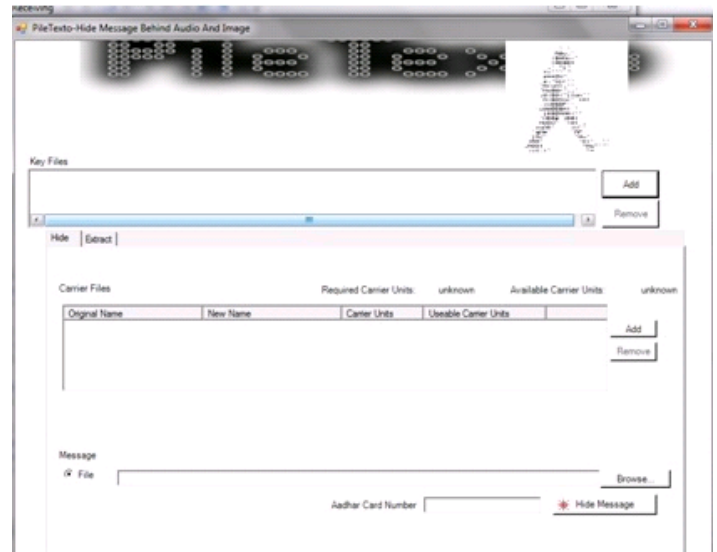 Receiving
PileTexto-Hide Message Behind Audio And Image
PileTexto
Key Files
Add
Remove
Hide Extract
Carrier Files Required Carrier Units: unknown Available Carrier Units: unknown
Original Name New Name Carrier Units Useable Carrier Units
Add
Remove
Message
File Browse...
Aadhar Card Number Hide Message